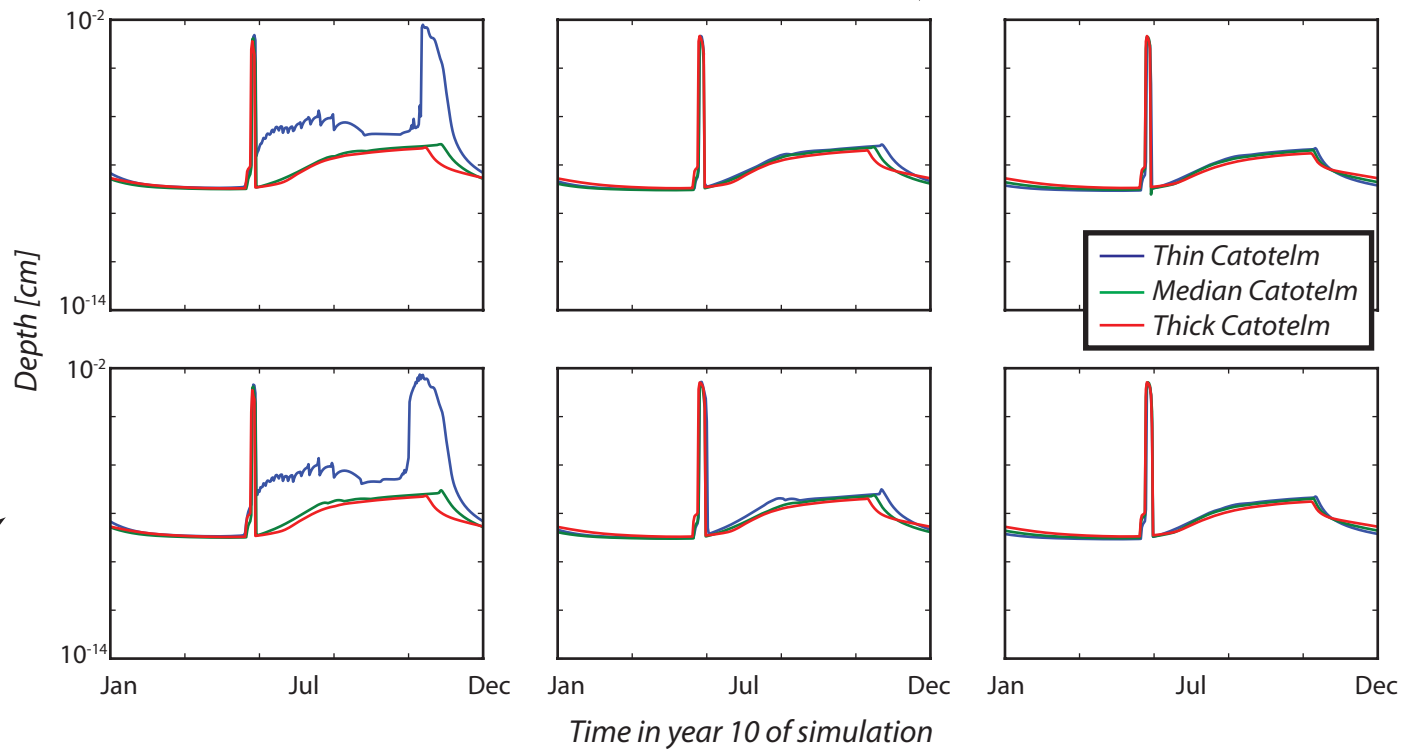 10-2
10-14
Depth [cm]
Thin Catotelm
Median Catotelm
Thick Catotelm
10-2
10-14
Jan Jul Dec Jan Jul Dec Jan Jul Dec
Time in year 10 of simulation